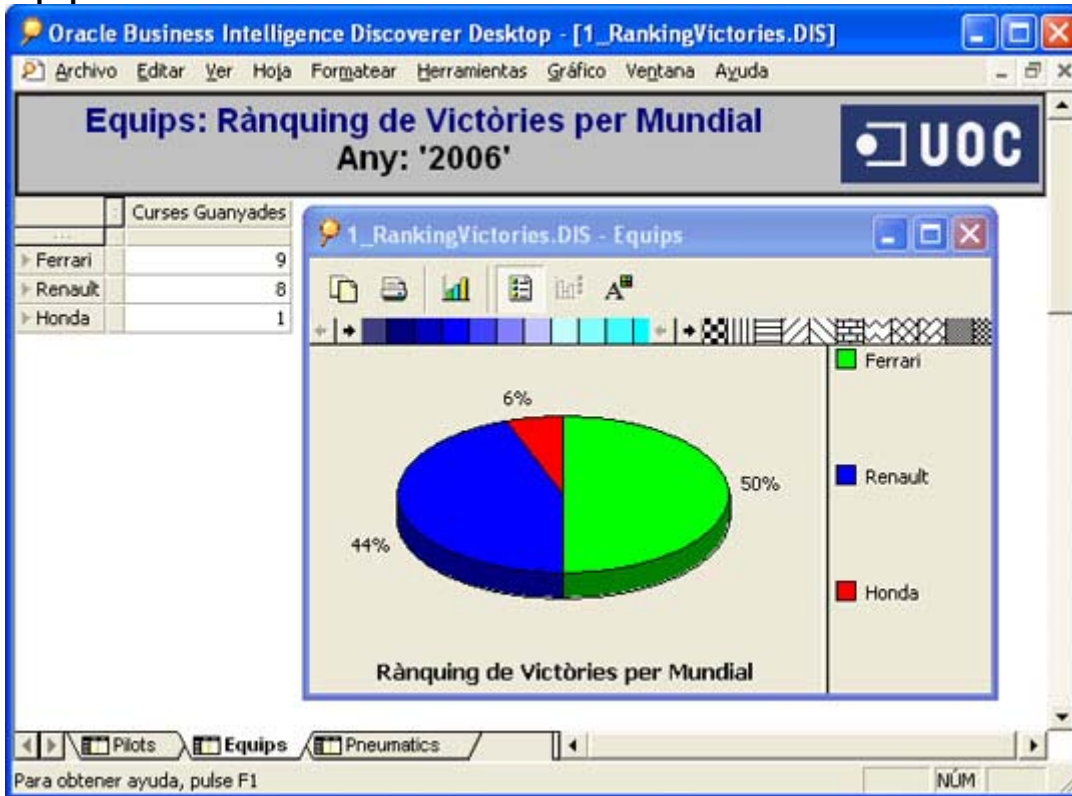 Oracle Business Intelligence Discoverer Desktop - [1_RankingVictories.DIS]
Archivo Editar Ver Hoja Formatear Herramientas Gráfico Ventana Ayuda
Equips: Rànquing de Victòries per Mundial
Any: '2006'
UOC
Curses Guanyades
Ferrari 9
Renault 8
Honda 1
1_RankingVictories.DIS - Equips
A
6%
50%
44%
Ferrari
Renault
Honda
Rànquing de Victòries per Mundial
Pilots Equips Pneumatics
Para obtener ayuda, pulse F1
NÚM